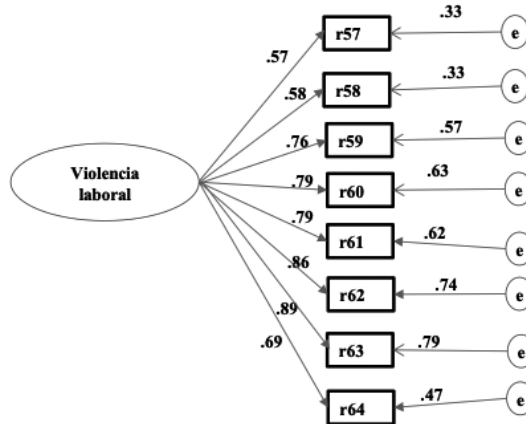 .57
r57
.33
e
.58
r58
.33
e
.76
r59
.57
e
Violencia
laboral
.79
r60
.63
e
.79
r61
.62
e
.86
r62
.74
e
.89
r63
.79
e
.69
r64
.47
e